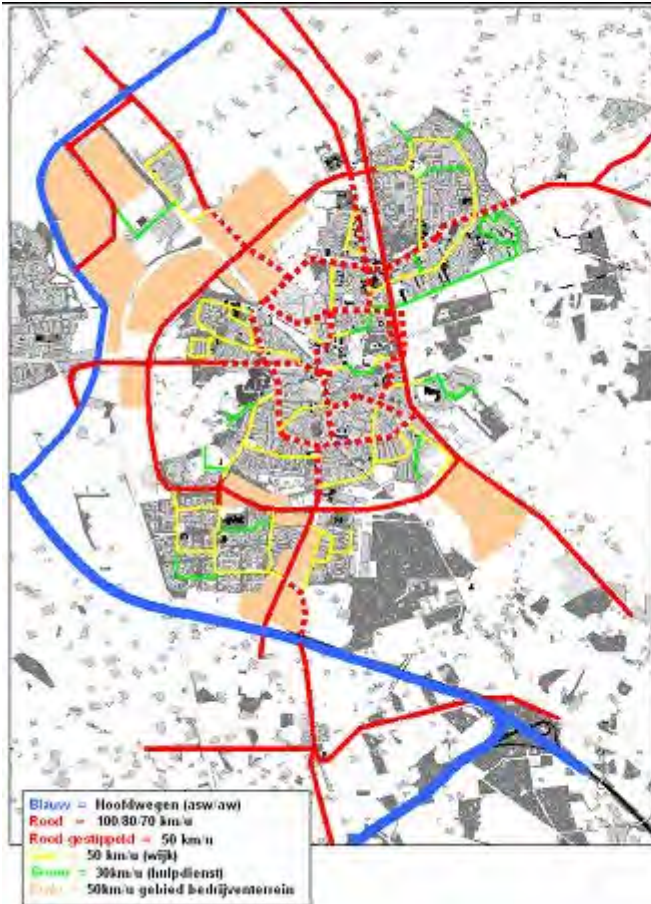 Blauw = Hoofdwegen (asw/aw)
Rood = 100/80/70 km/u
Rood gestippeld = 50 km/u
= 50 km/u (wijk)
Groen = 30km/u (hulpdienst)
= 50km/u gebied bedrijventerrein